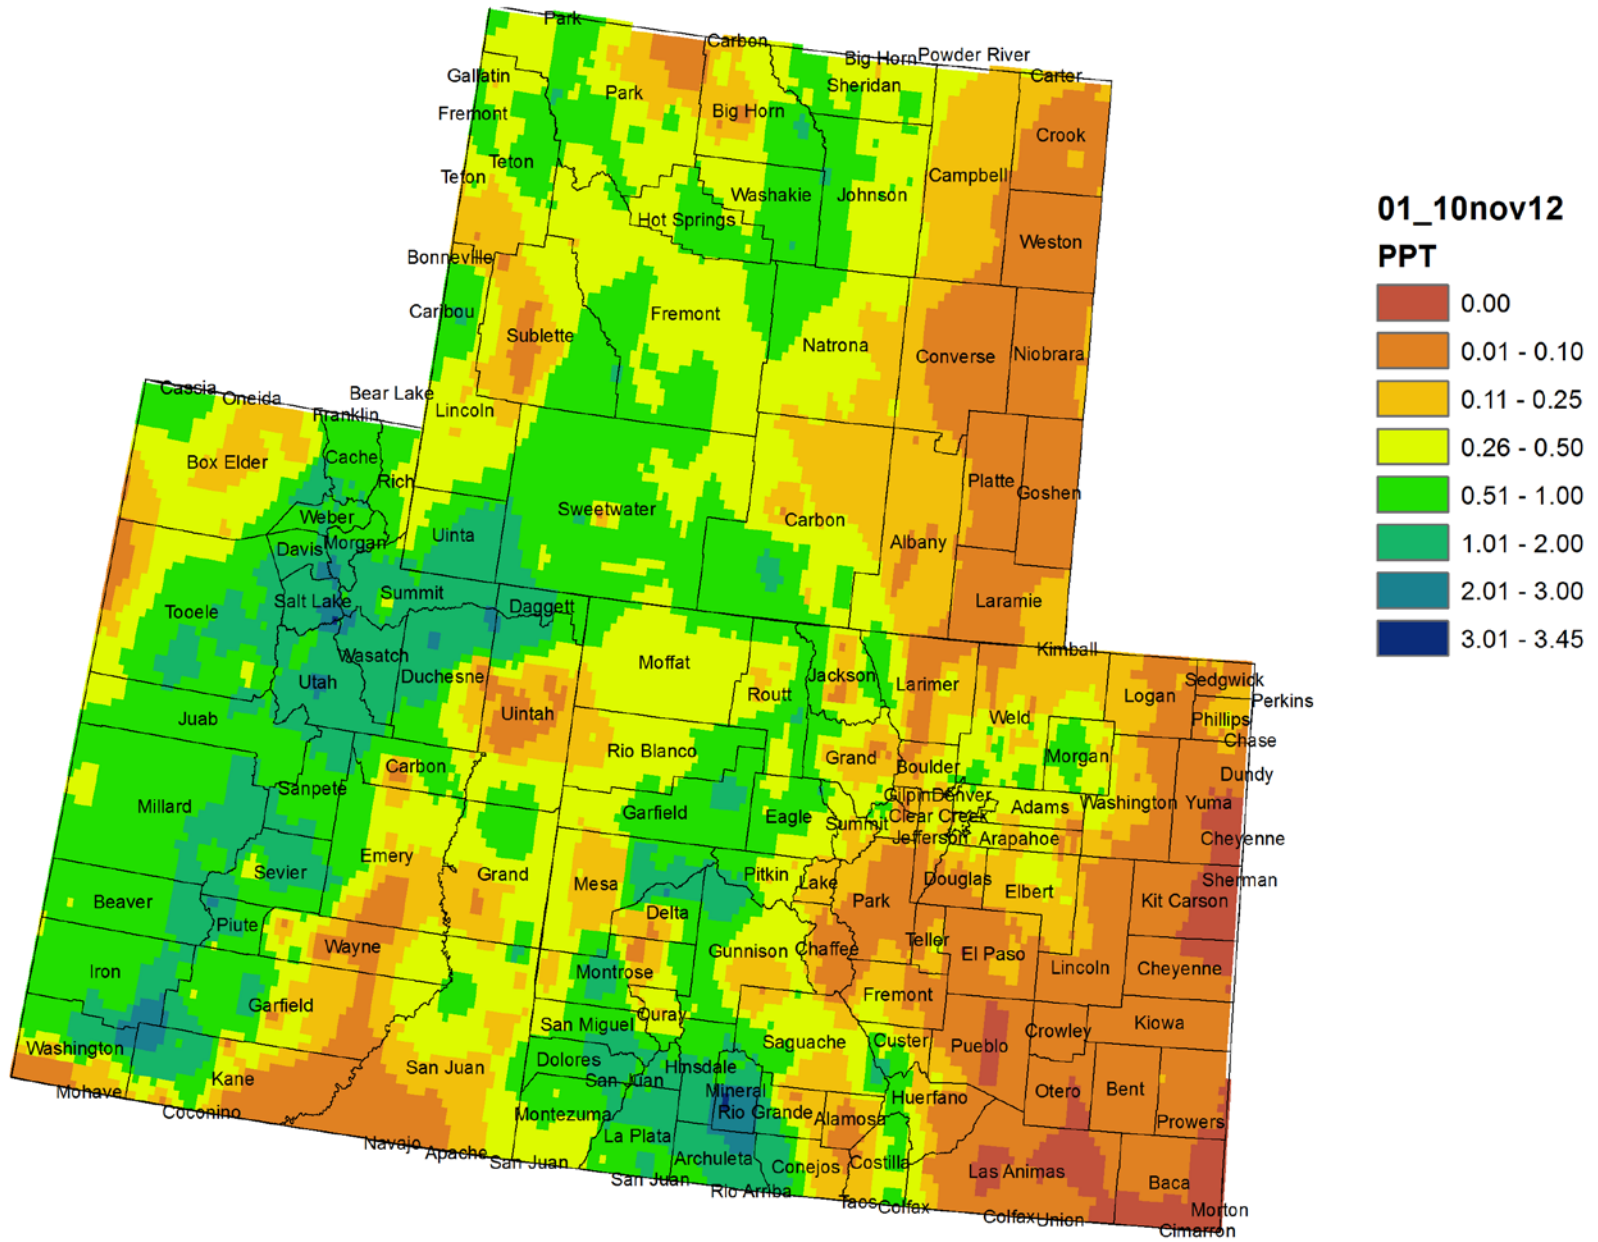 Park
Carbon
Big Horn
Powder River
Carter
Gallatin
Park
Sheridan
Fremont
Big Horn
Crook
Teton
Teton
Washakie
Johnson
Campbell
Hot Springs
Weston
Bonneville
Caribou
Fremont
Sublette
Natrona
Converse
Niobrara
Cassia
Oneida
Bear Lake
Franklin
Lincoln
Box Elder
Cache
Rich
Platte
Goshen
Weber
Sweetwater
Carbon
Uinta
Davis
Morgan
Albany
Tooele
Salt Lake
Summit
Daggett
Laramie
Kimball
Wasatch
Moffat
Utah
Duchesne
Routt
Jackson
Larimer
Logan
Sedgwick
Perkins
Juab
Uintah
Weld
Phillips
Chase
Carbon
Rio Blanco
Grand
Boulder
Morgan
Dundy
Sanpete
Gilpin
Denver
Millard
Garfield
Eagle
Summit
Clear Creek
Adams
Washington
Yuma
Jefferson
Arapahoe
Cheyenne
Emery
Sevier
Grand
Mesa
Pitkin
Lake
Douglas
Elbert
Sherman
Beaver
Park
Kit Carson
Piute
Delta
Wayne
Gunnison
Chaffee
Teller
El Paso
Iron
Montrose
Lincoln
Cheyenne
Garfield
Fremont
San Miguel
Ouray
Crowley
Kiowa
Washington
Dolores
Saguache
Custer
Pueblo
San Juan
Hinsdale
Kane
San Juan
Mineral
Otero
Bent
Mohave
Huerfano
Coconino
Montezuma
Rio Grande
Alamosa
Prowers
Navajo
La Plata
Apache
San Juan
Archuleta
Conejos
Costilla
Las Animas
Baca
San Juan
Rio Arriba
Taos
Colfax
Colfax
Union
Morton
Cimarron
01_10nov12
PPT
0.00
0.01 - 0.10
0.11 - 0.25
0.26 - 0.50
0.51 - 1.00
1.01 - 2.00
2.01 - 3.00
3.01 - 3.45